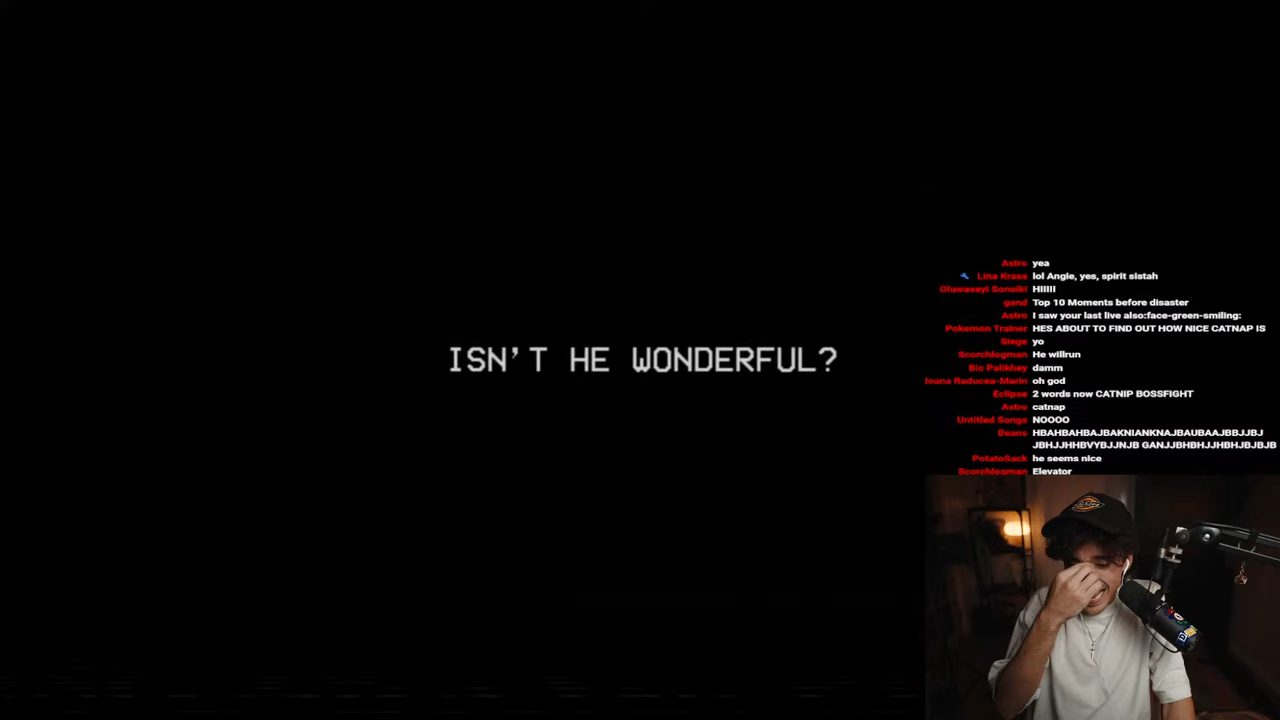 ISN'T HE WONDERFUL?
Astro yea
Lina Krass lol Angie, yes, spirit sistah
Oluwaseyi Sonoiki HIIIII
gand Top 10 Moments before disaster
Astro I saw your last live also:face-green-smiling:
Pokemon Trainer HES ABOUT TO FIND OUT HOW NICE CATNAP IS
Siege yo
Scorchlogman He willrun
Bic Palikhey damm
Ioana Raducea-Marin oh god
Eclipse 2 words now CATNIP BOSSFIGHT
Astro catnap
Untitled Songs NOOOO
Beans HBAHBAHBAJBAKNIANKNAJBAUBAAJBBJJBJ
JBHJJHHBVYBJJNJB GANJJBHBHJJHBHJBJBJB
PotatoSack he seems nice
Scorchlogman Elevator